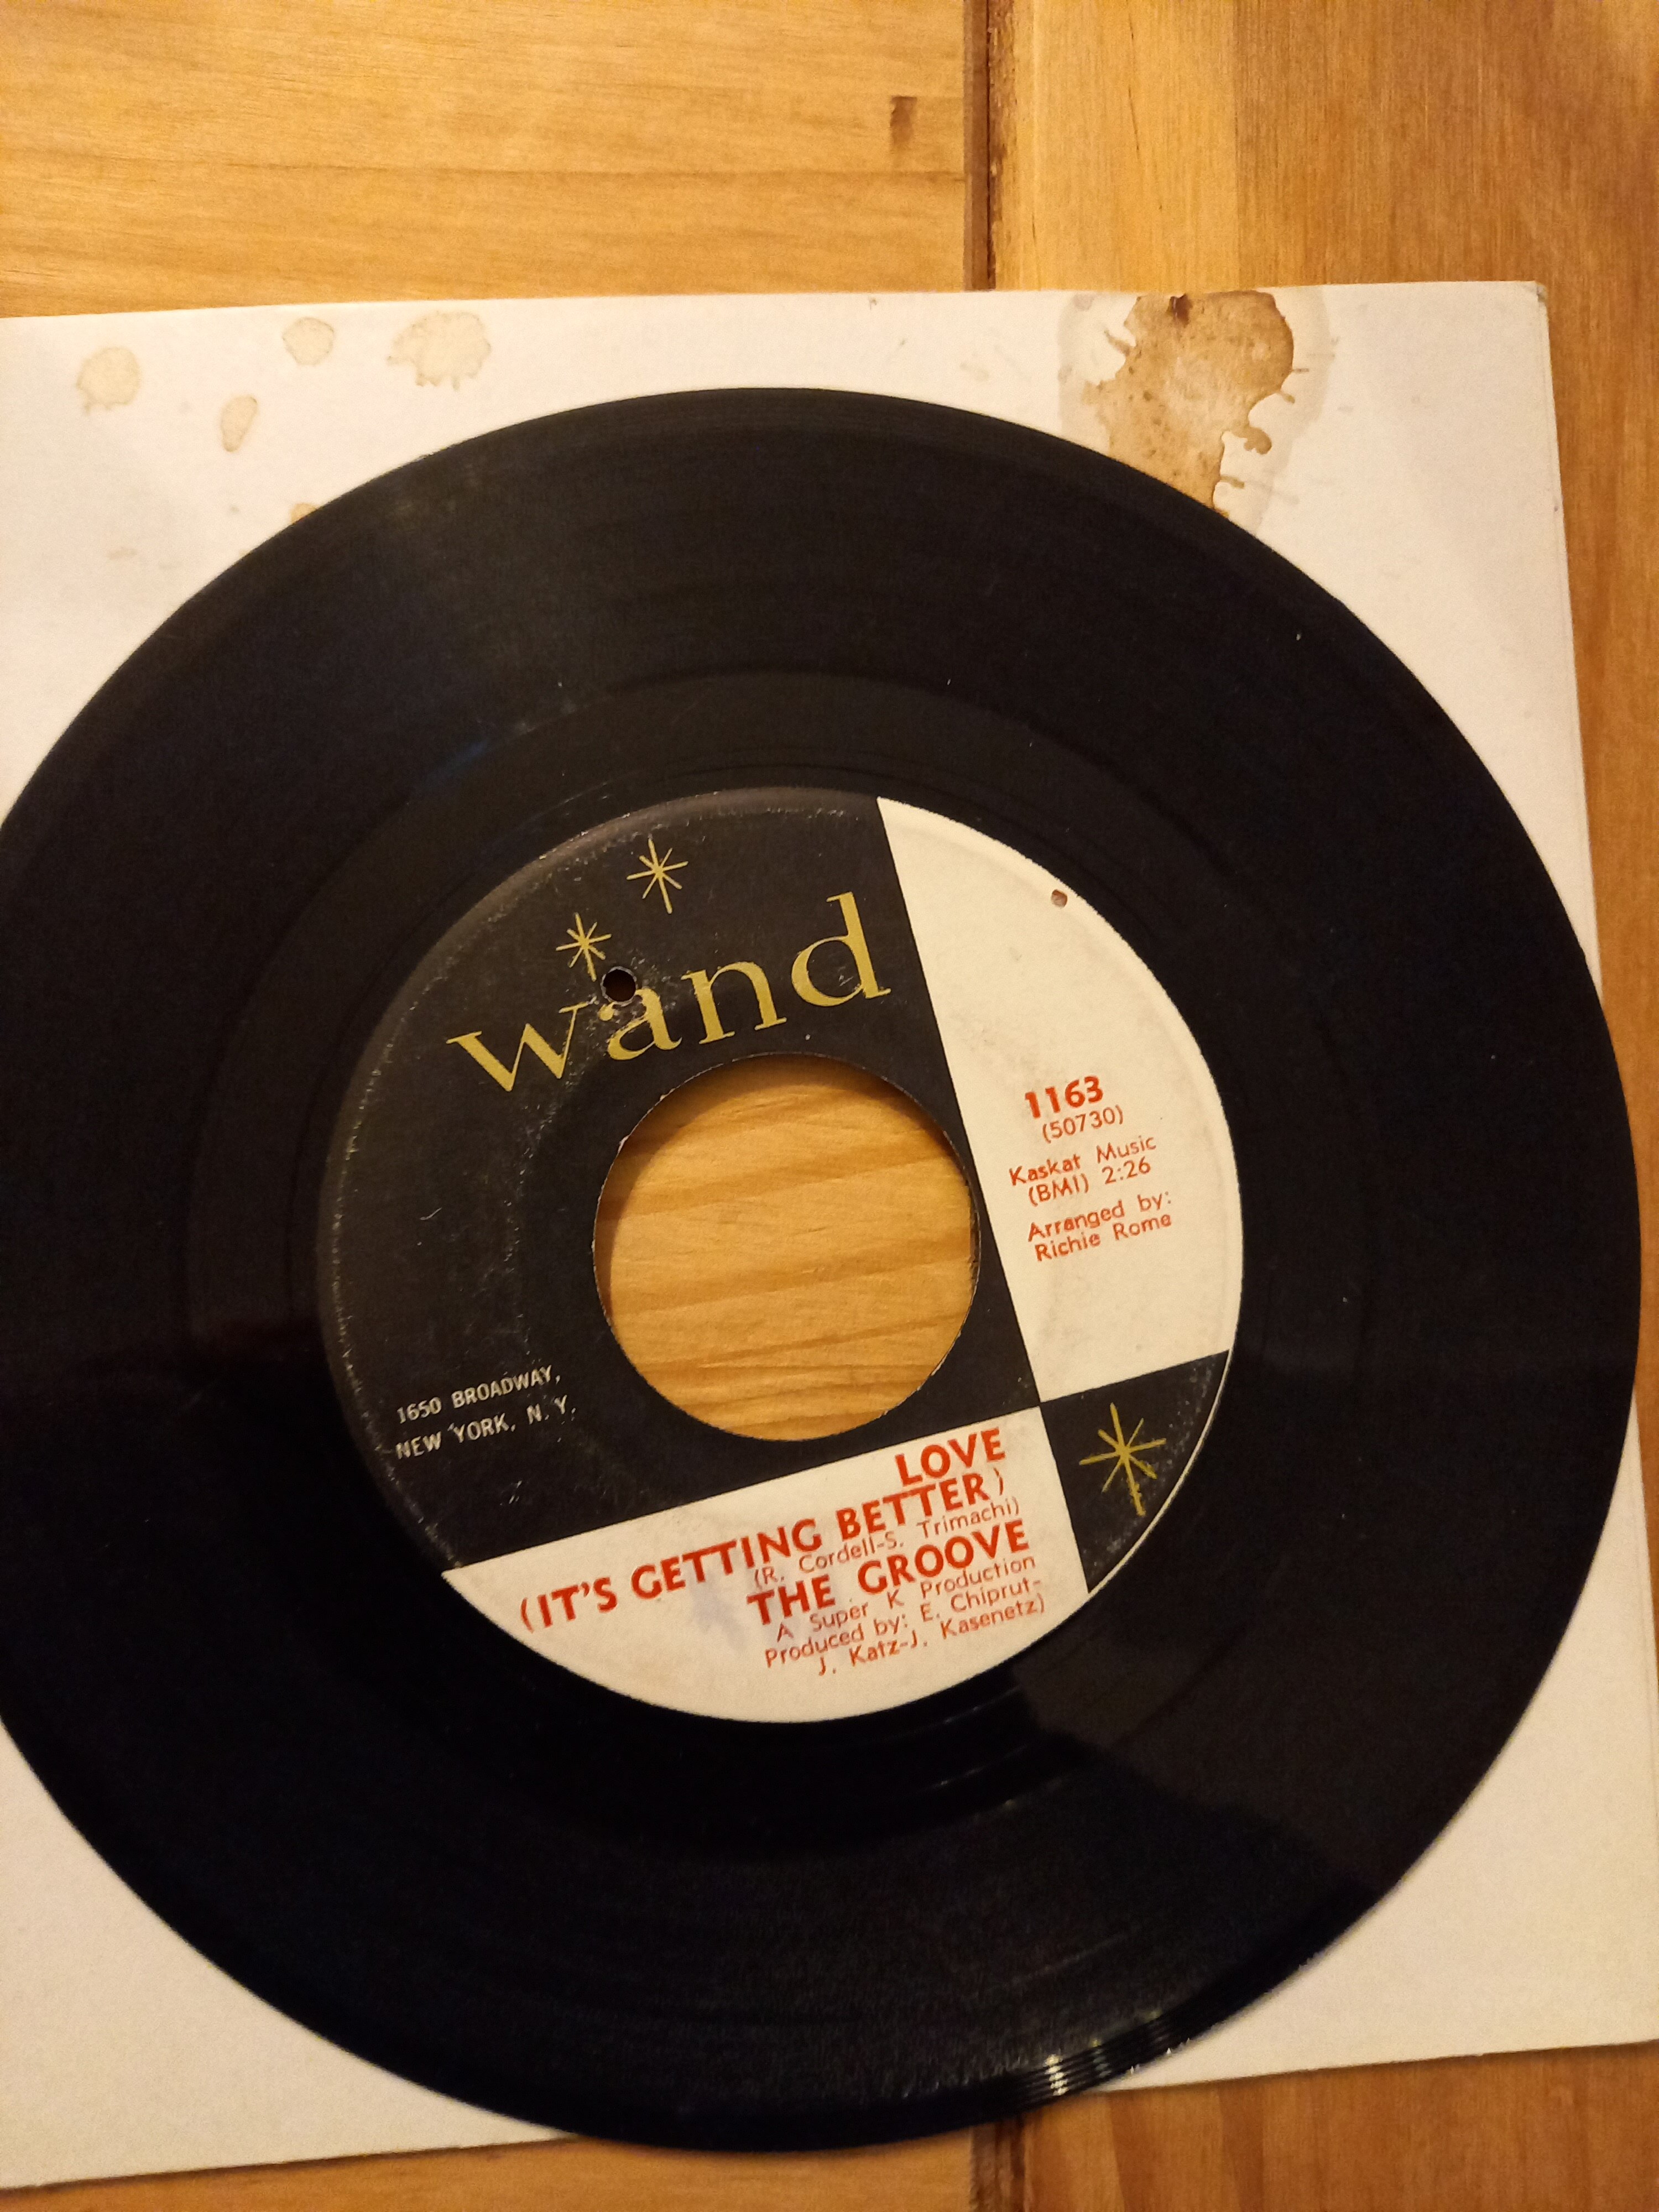 wand
1163
(50730)
Kaskat Music
(BMI) 2:26
Arranged by:
Richie Rome
1650 BROADWAY,
NEW YORK, N. Y.
LOVE
(IT'S GETTING BETTER)
(R. Cordell-S. Trimachi)
THE GROOVE
A Super K Production
Produced by: E. Chiprut-
J. Katz-J. Kasenetz)